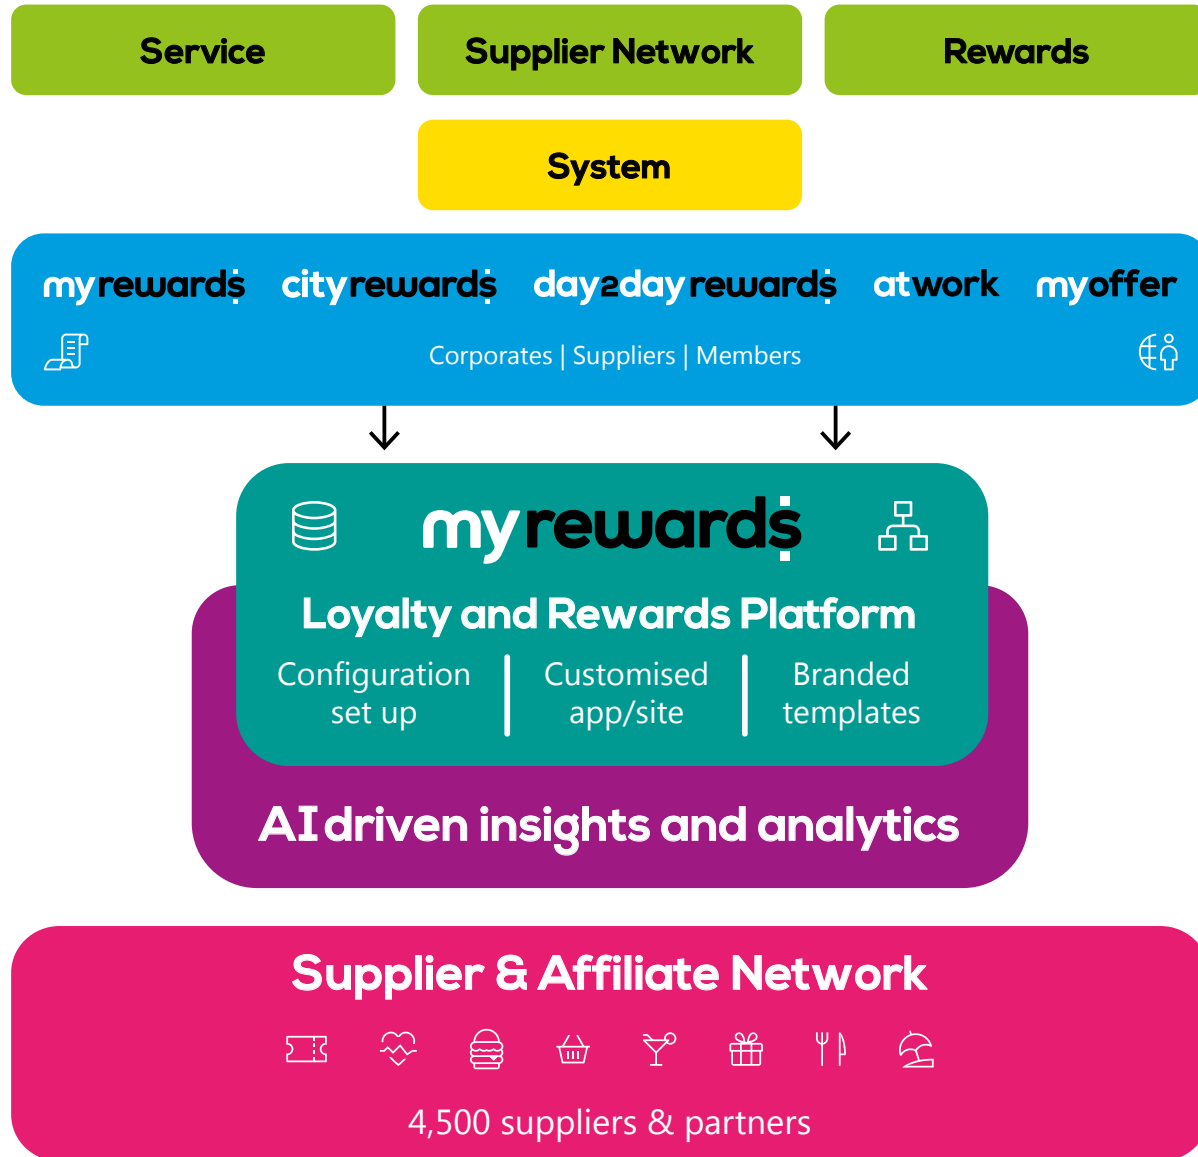 Service Supplier Network Rewards
System
myrewards cityrewards day2dayrewards atwork myoffer
Corporates | Suppliers | Members
myrewards
Loyalty and Rewards Platform
Configuration Customised Branded
set up app/site templates
AI driven insights and analytics
Supplier & Affiliate Network
4,500 suppliers & partners